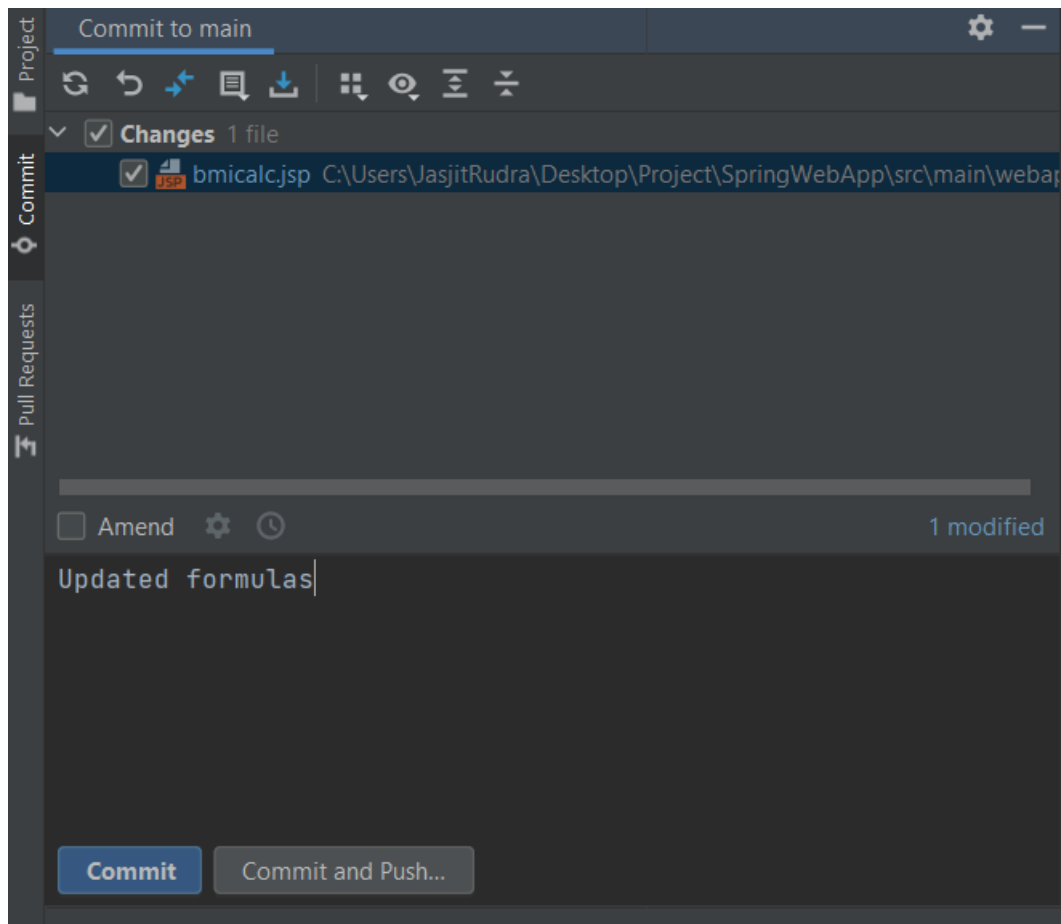 Project
Commit
Pull Requests
Commit to main
Changes 1 file
JSP bmicalc.jsp C:\Users\JasjitRudra\Desktop\Project\SpringWebApp\src\main\webap
Amend 1 modified
Updated formulas
Commit Commit and Push...